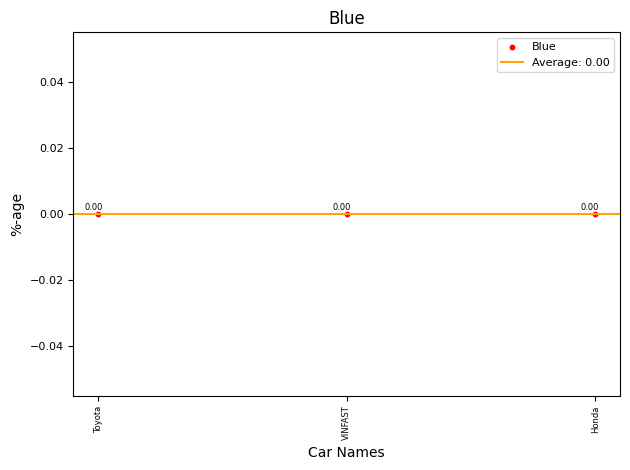 Blue
Blue
Average: 0.00
%-age
0.04
0.02
0.00
−0.02
−0.04
0.00
0.00
0.00
Toyota
VINFAST
Honda
Car Names